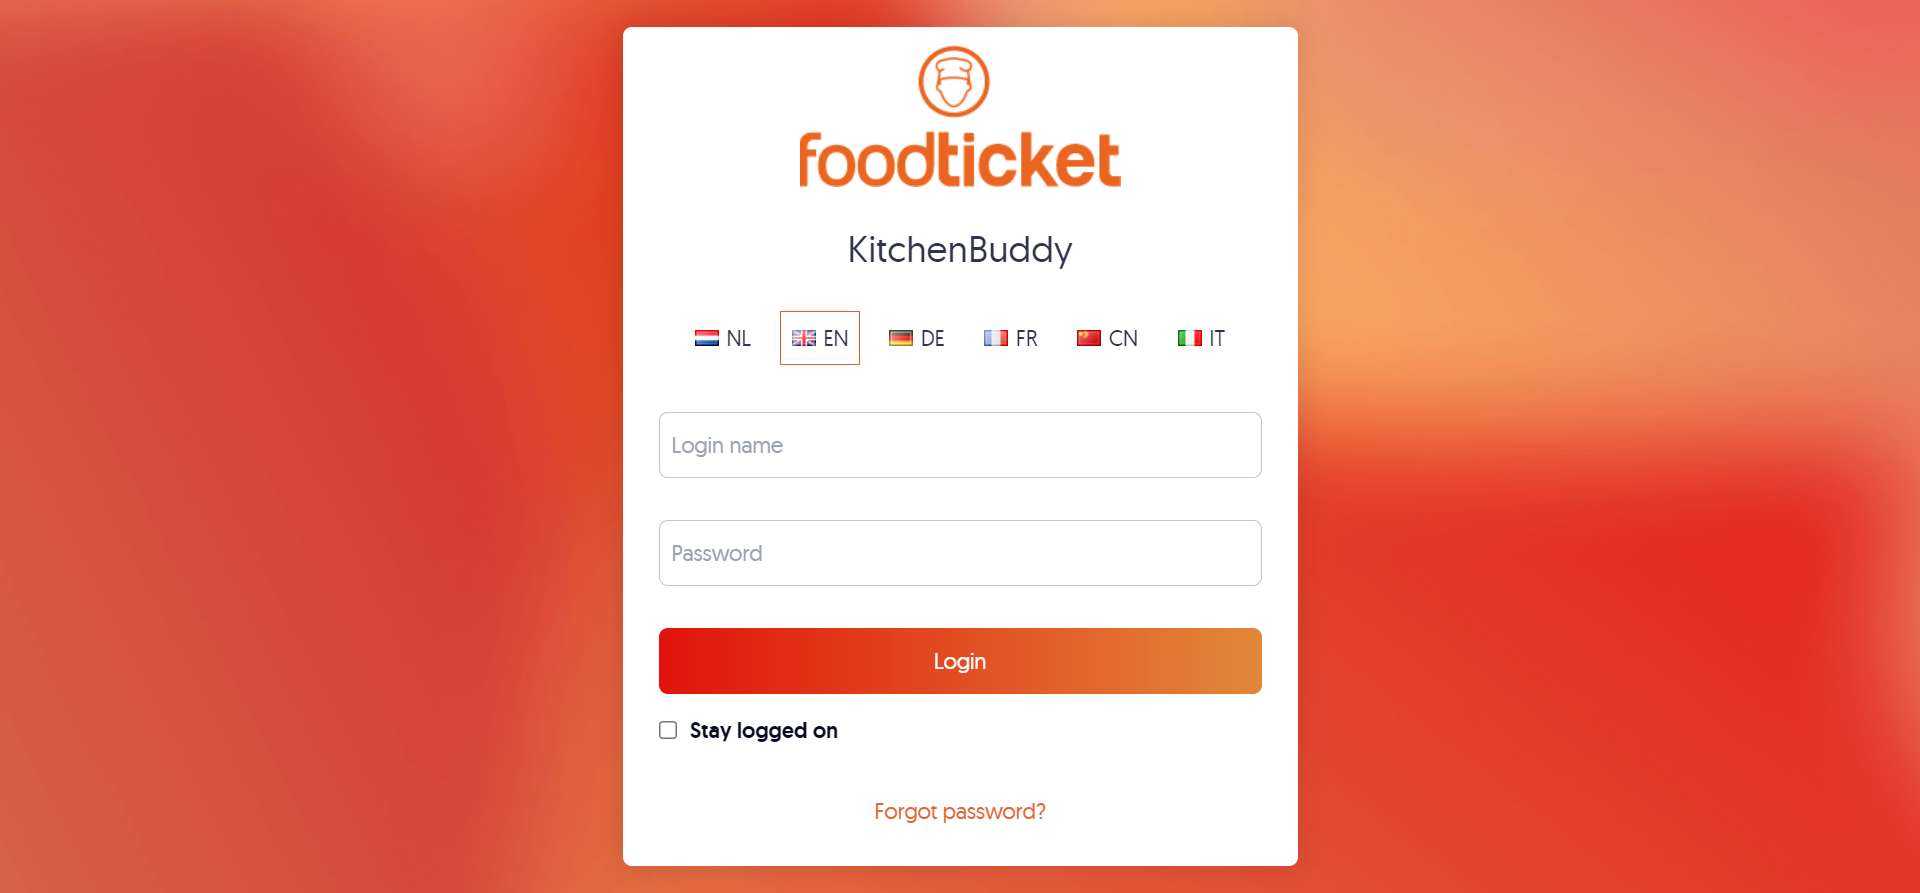 foodticket
KitchenBuddy
NL EN DE FR CN IT
Login name
Password
Login
Stay logged on
Forgot password?